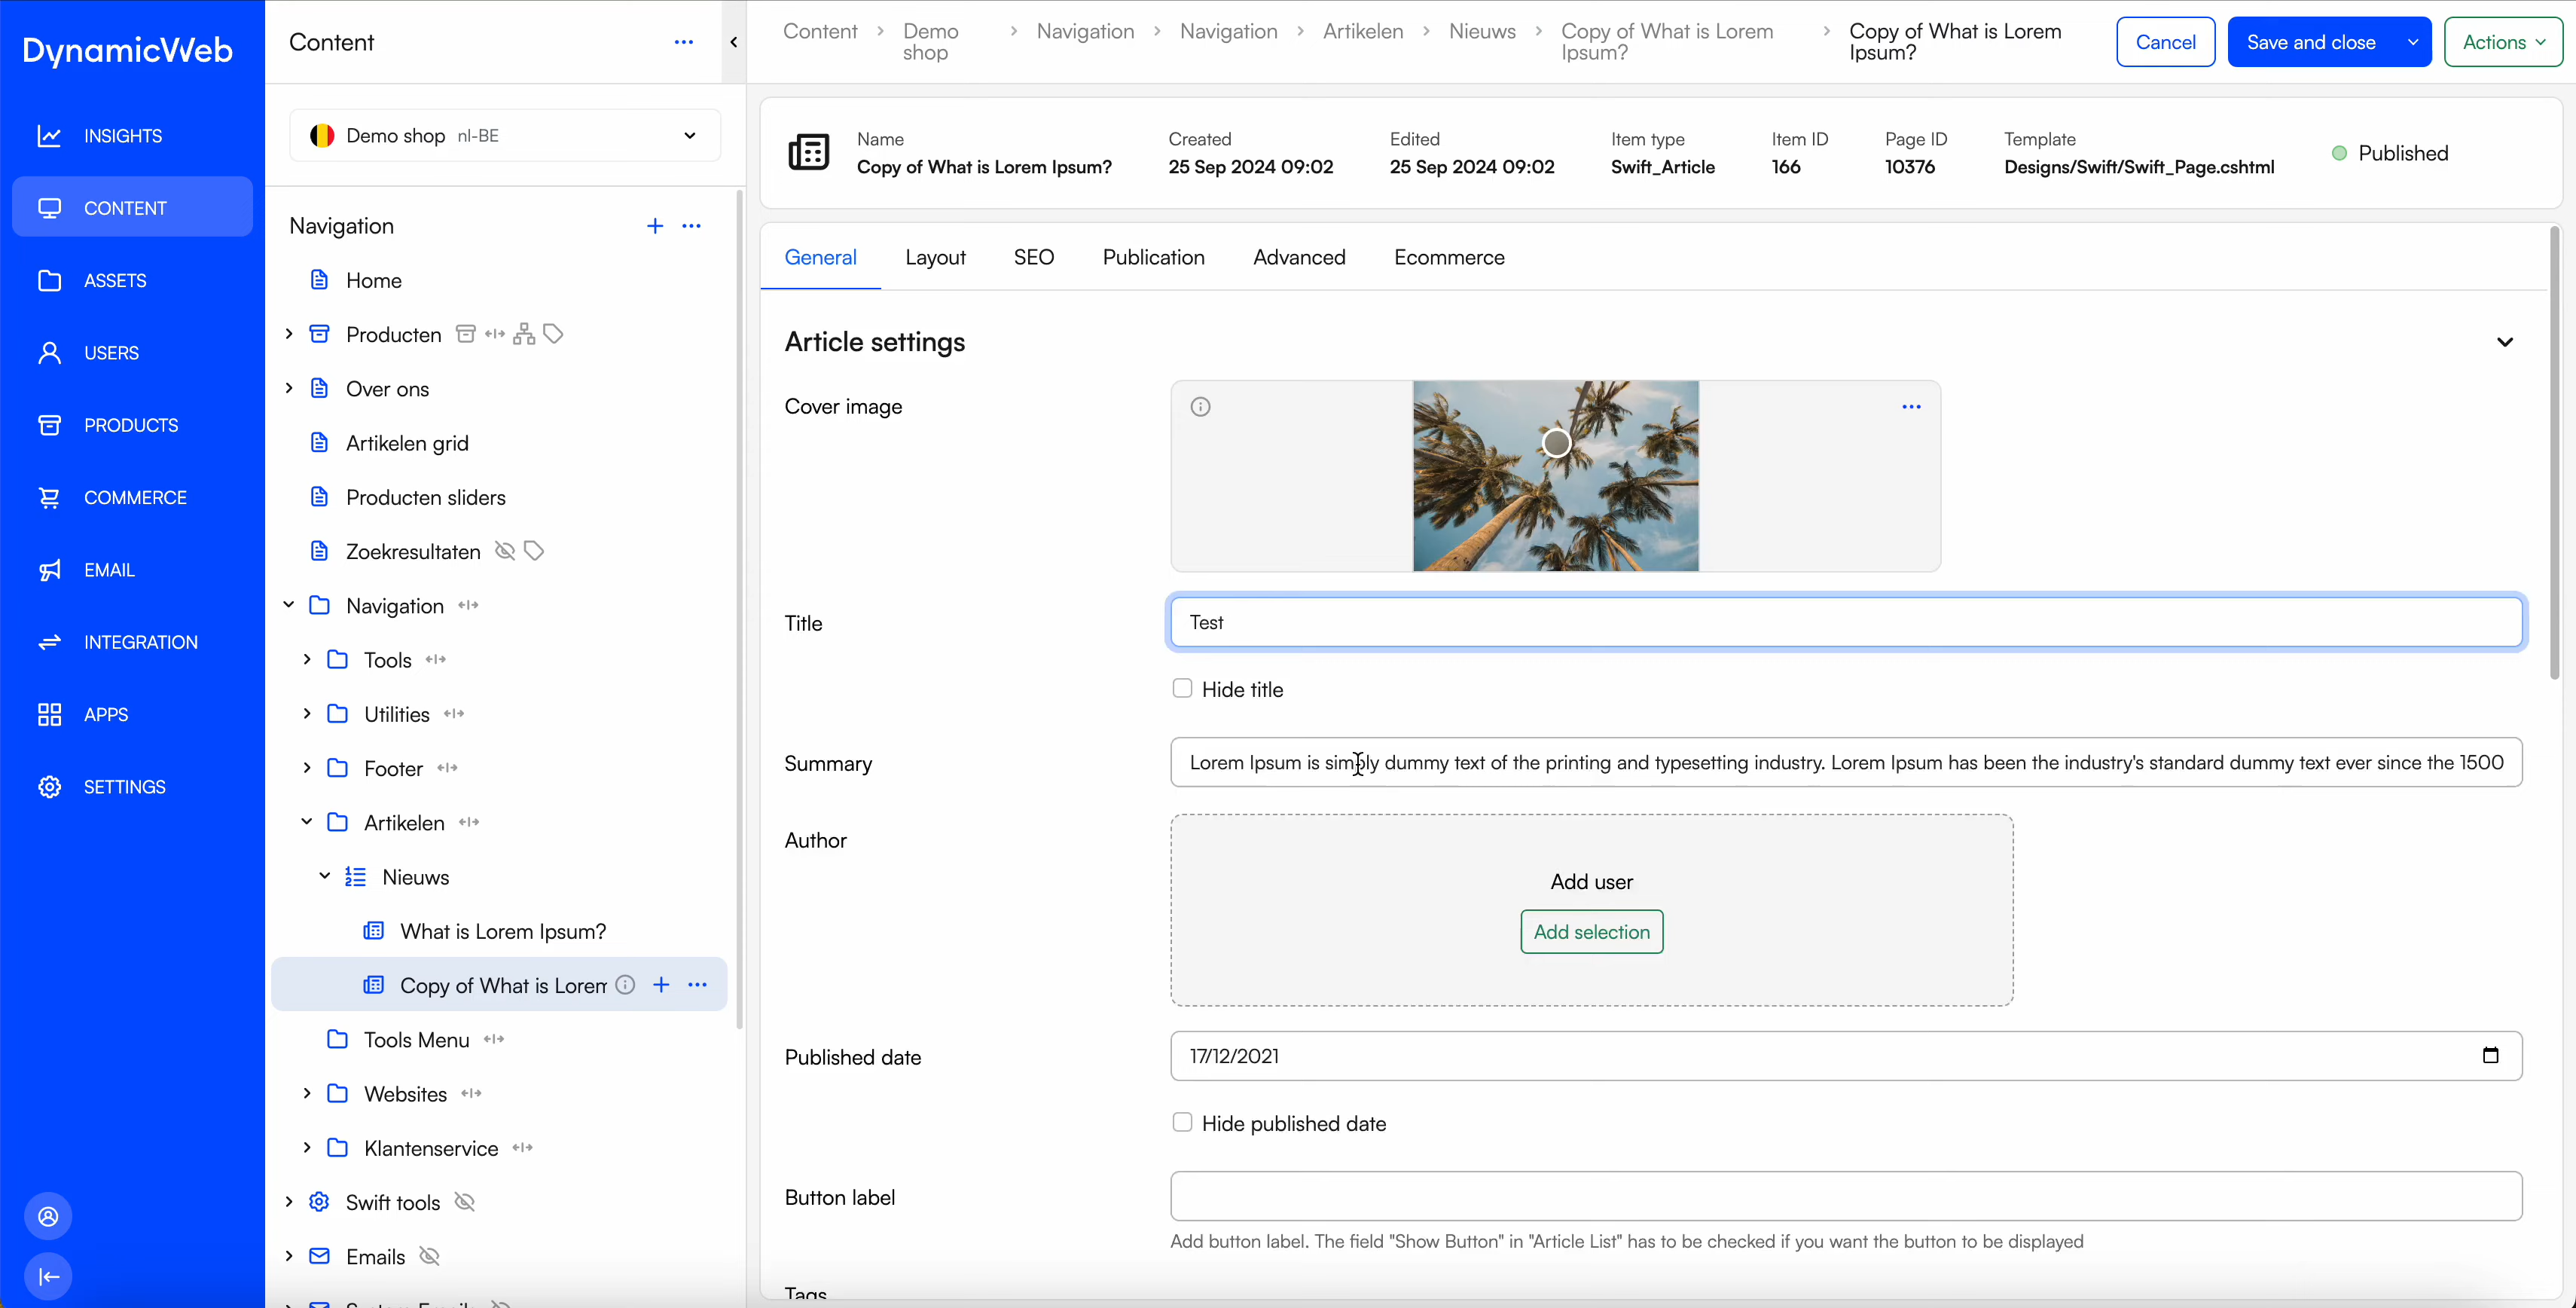 DynamicWeb
INSIGHTS
CONTENT
ASSETS
USERS
PRODUCTS
COMMERCE
EMAIL
INTEGRATION
APPS
SETTINGS
Content
Demo shop nl-BE
Navigation
Home
Producten
Over ons
Artikelen grid
Producten sliders
Zoekresultaten
Navigation
Tools
Utilities
Footer
Artikelen
Nieuws
What is Lorem Ipsum?
Copy of What is Lorem
Tools Menu
Websites
Klantenservice
Swift tools
Emails
Content > Demo shop > Navigation > Navigation > Artikelen > Nieuws > Copy of What is Lorem Ipsum? > Copy of What is Lorem Ipsum?
Cancel
Save and close
Actions
Name
Copy of What is Lorem Ipsum?
Created
25 Sep 2024 09:02
Edited
25 Sep 2024 09:02
Item type
Swift_Article
Item ID
166
Page ID
10376
Template
Designs/Swift/Swift_Page.cshtml
Published
General Layout SEO Publication Advanced Ecommerce
Article settings
Cover image
Title
Test
Hide title
Summary
Lorem Ipsum is simply dummy text of the printing and typesetting industry. Lorem Ipsum has been the industry's standard dummy text ever since the 1500
Author
Add user
Add selection
Published date
17/12/2021
Hide published date
Button label
Add button label. The field "Show Button" in "Article List" has to be checked if you want the button to be displayed
Tags